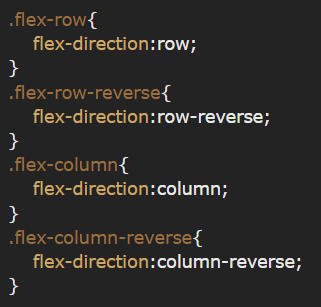 .flex-row{
    flex-direction:row;
}
.flex-row-reverse{
    flex-direction:row-reverse;
}
.flex-column{
    flex-direction:column;
}
.flex-column-reverse{
    flex-direction:column-reverse;
}